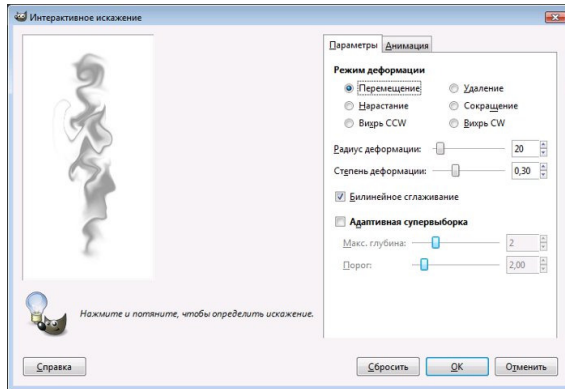 Интерактивное искажение
Параметры Анимация
Режим деформации
Перемещение Удаление
Нарастание Сокращение
Вихрь CCW Вихрь CW
Радиус деформации: 20
Степень деформации: 0,30
Билинейное сглаживание
Адаптивная супервыборка
Макс. глубина: 2
Порог: 2,00
Нажмите и потяните, чтобы определить искажение.
Справка Сбросить OK Отменить